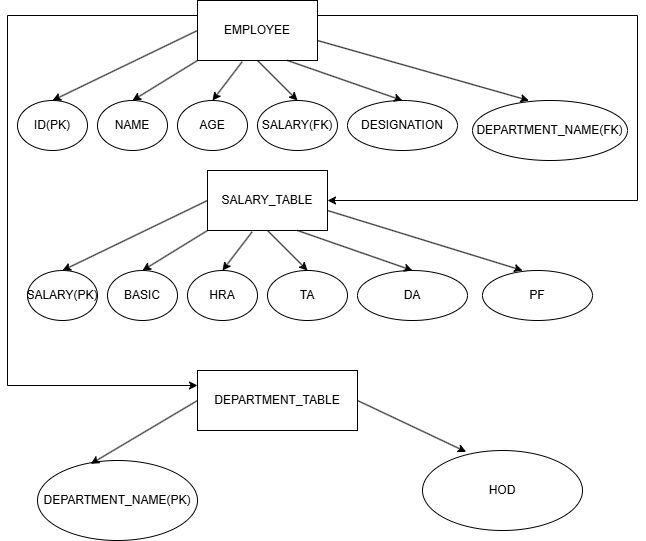 EMPLOYEE
ID(PK)
NAME
AGE
SALARY(FK)
DESIGNATION
DEPARTMENT_NAME(FK)
SALARY_TABLE
SALARY(PK)
BASIC
HRA
TA
DA
PF
DEPARTMENT_TABLE
DEPARTMENT_NAME(PK)
HOD